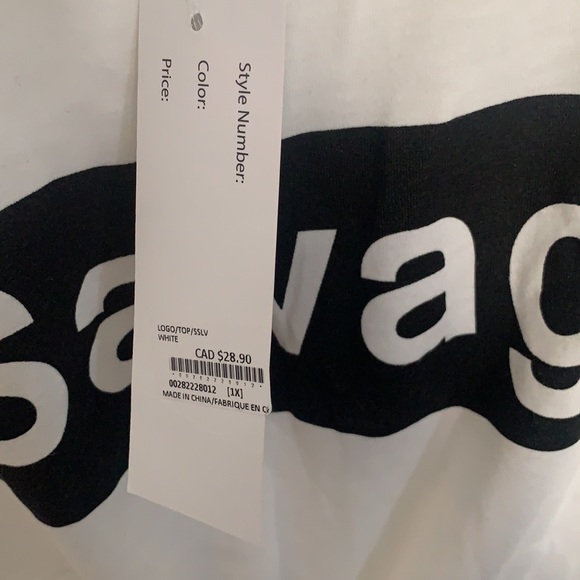 Style Number:
Color:
Price:
Savag
LOGO/TOP/SSLV
WHITE
CAD $28.90
00282228012 [1X]
MADE IN CHINA/FABRIQUE EN